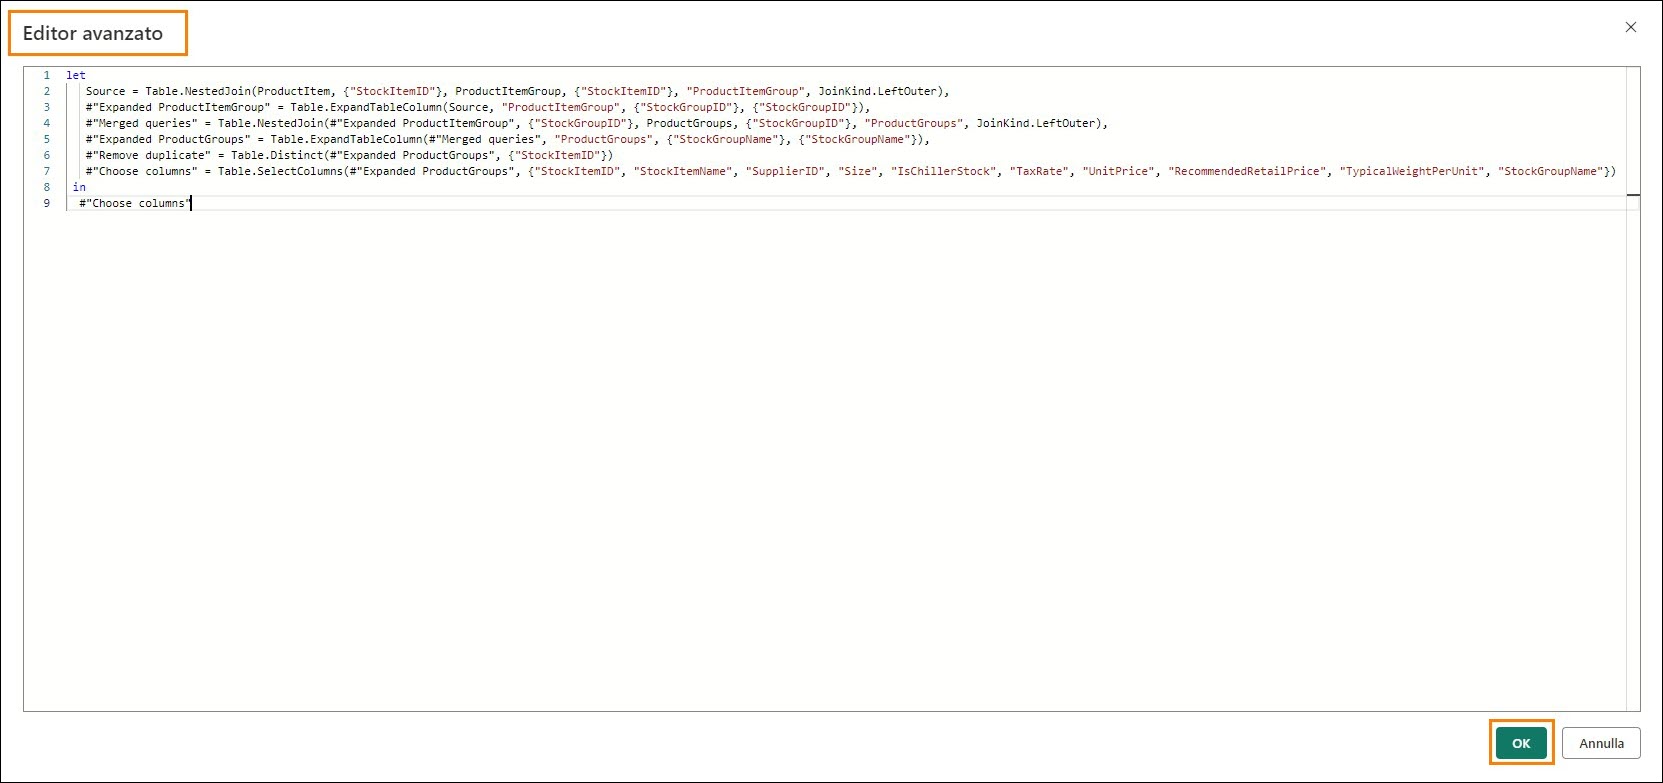 Editor avanzato
1 let
2 Source = Table.NestedJoin(ProductItem, {"StockItemID"}, ProductItemGroup, {"StockItemID"}, "ProductItemGroup", JoinKind.LeftOuter),
3 #"Expanded ProductItemGroup" = Table.ExpandTableColumn(Source, "ProductItemGroup", {"StockGroupID"}, {"StockGroupID"}),
4 #"Merged queries" = Table.NestedJoin(#"Expanded ProductItemGroup", {"StockGroupID"}, ProductGroups, {"StockGroupID"}, "ProductGroups", JoinKind.LeftOuter),
5 #"Expanded ProductGroups" = Table.ExpandTableColumn(#"Merged queries", "ProductGroups", {"StockGroupName"}, {"StockGroupName"}),
6 #"Remove duplicate" = Table.Distinct(#"Expanded ProductGroups", {"StockItemID"})
7 #"Choose columns" = Table.SelectColumns(#"Expanded ProductGroups", {"StockItemID", "StockItemName", "SupplierID", "Size", "IsChillerStock", "TaxRate", "UnitPrice", "RecommendedRetailPrice", "TypicalWeightPerUnit", "StockGroupName"})
8 in
9 #"Choose columns"
OK Annulla